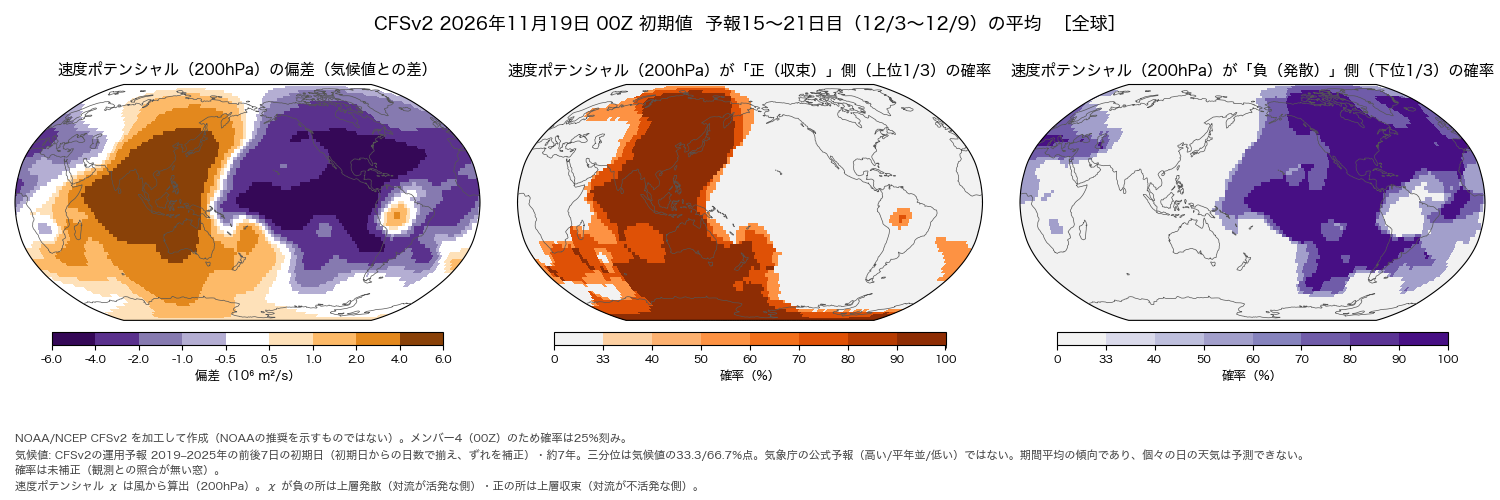 CFSv2 2026年11月19日 00Z 初期値 予報15～21日目（12/3～12/9）の平均 ［全球］
速度ポテンシャル（200hPa）の偏差（気候値との差）
速度ポテンシャル（200hPa）が「正（収束）」側（上位1/3）の確率
速度ポテンシャル（200hPa）が「負（発散）」側（下位1/3）の確率
-6.0 -4.0 -2.0 -1.0 -0.5 0.5 1.0 2.0 4.0 6.0
偏差（10⁶ m²/s）
0 33 40 50 60 70 80 90 100
確率（%）
0 33 40 50 60 70 80 90 100
確率（%）
NOAA/NCEP CFSv2 を加工して作成（NOAAの推奨を示すものではない）。メンバー4（00Z）のため確率は25%刻み。
気候値: CFSv2の運用予報 2019–2025年の前後7日の初期日（初期日からの日数で揃え、ずれを補正）・約7年。三分位は気候値の33.3/66.7%点。気象庁の公式予報（高い/平年並/低い）ではない。期間平均の傾向であり、個々の日の天気は予測できない。
確率は未補正（観測との照合が無い窓）。
速度ポテンシャル χ は風から算出（200hPa）。χ が負の所は上層発散（対流が活発な側）・正の所は上層収束（対流が不活発な側）。